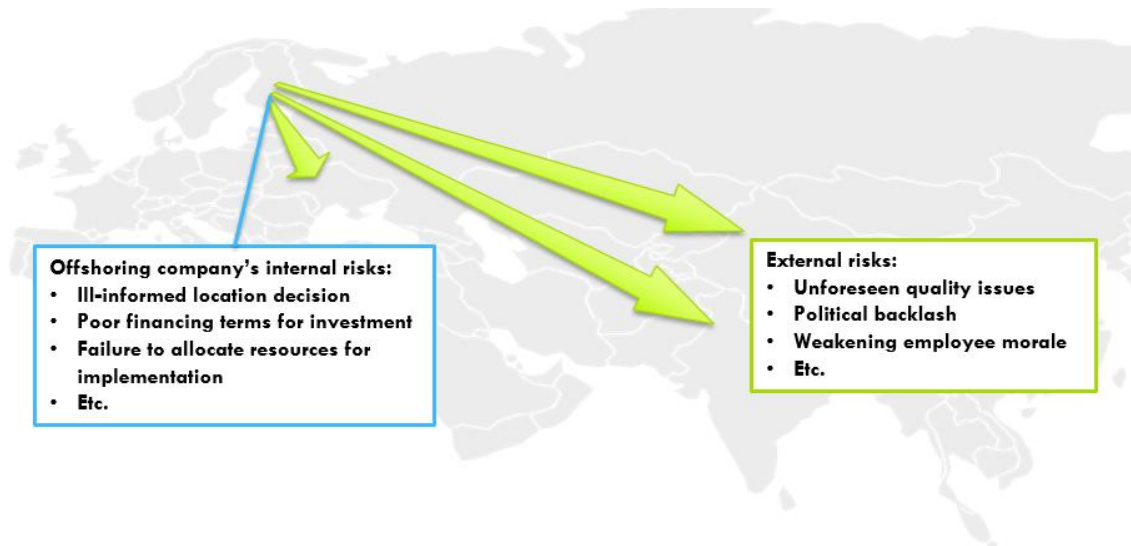 Offshoring company's internal risks:
• Ill-informed location decision
• Poor financing terms for investment
• Failure to allocate resources for
implementation
• Etc.
External risks:
• Unforeseen quality issues
• Political backlash
• Weakening employee morale
• Etc.